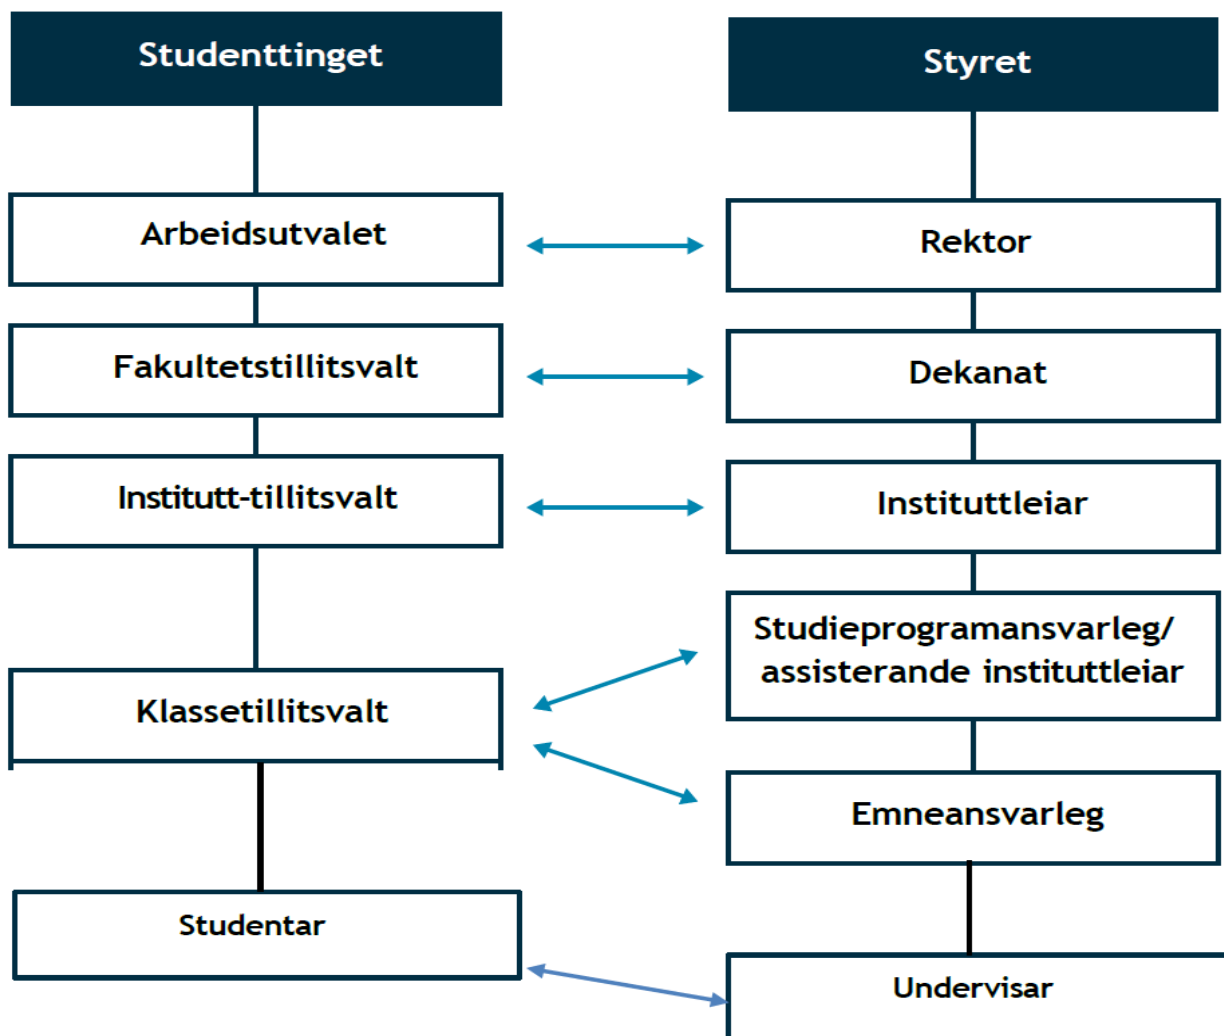 Studenttinget
Styret
Arbeidsutvalet
Rektor
Fakultetstillitsvalt
Dekanat
Institutt-tillitsvalt
Instituttleiar
Studieprogramansvarleg/
assisterande instituttleiar
Klassetillitsvalt
Emneansvarleg
Studentar
Undervisar